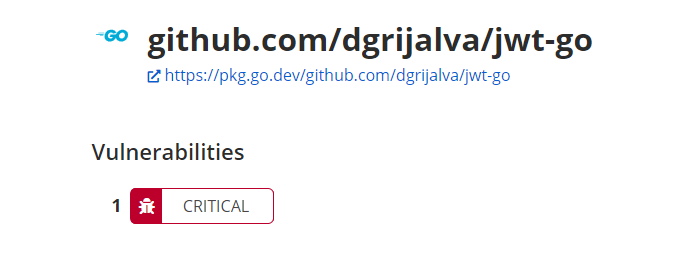 GO
github.com/dgrijalva/jwt-go
https://pkg.go.dev/github.com/dgrijalva/jwt-go
Vulnerabilities
1 CRITICAL